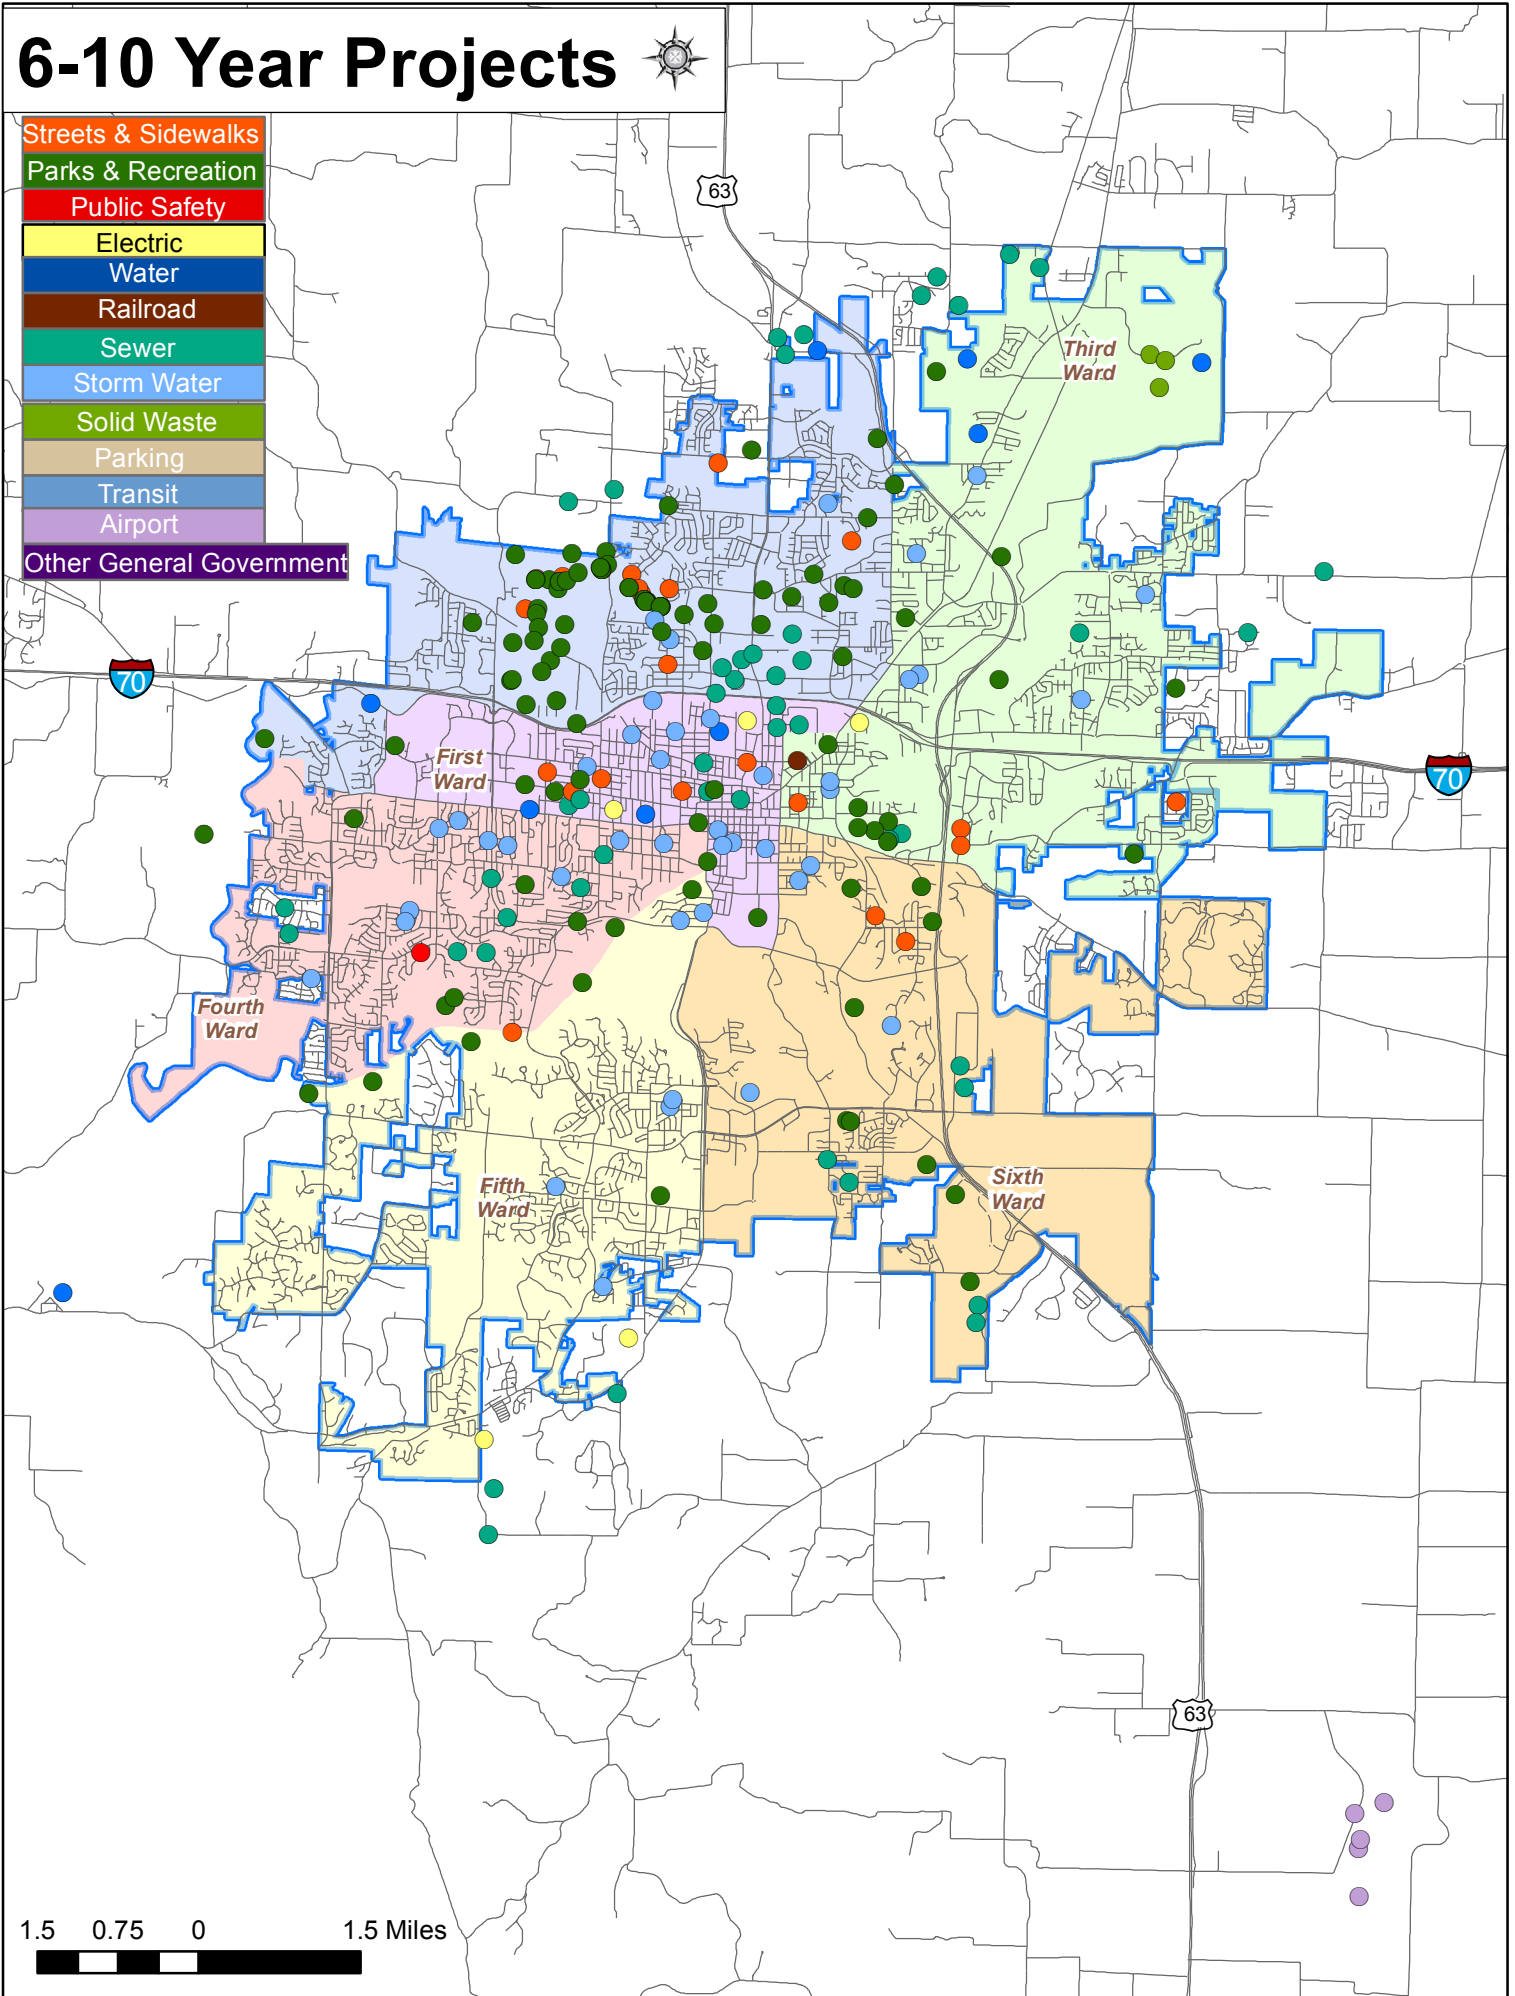 6-10 Year Projects
Streets & Sidewalks
Parks & Recreation
Public Safety
Electric
Water
Railroad
Sewer
Storm Water
Solid Waste
Parking
Transit
Airport
Other General Government
63
Third
Ward
70
First
Ward
70
Fourth
Ward
Fifth
Ward
Sixth
Ward
63
1.5 0.75 0 1.5 Miles